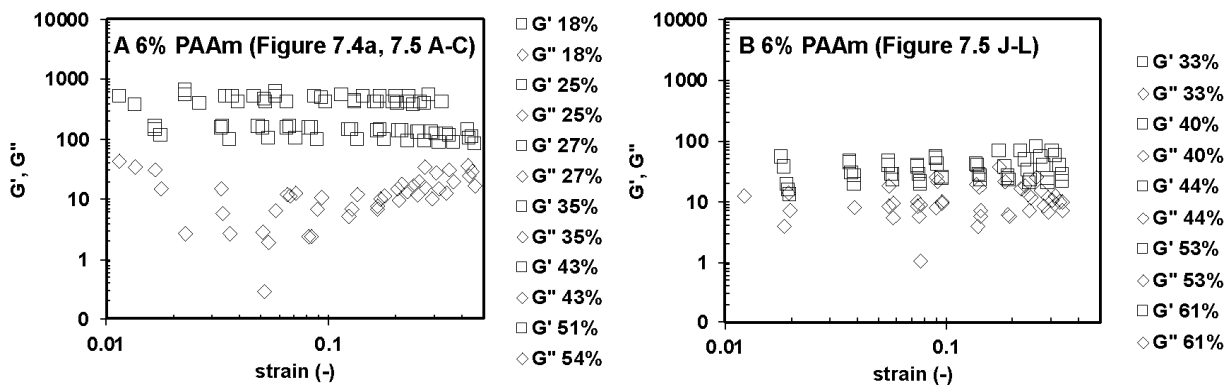 A 6% PAAm (Figure 7.4a, 7.5 A-C)
G', G"
10000
1000
100
10
1
0
0.01
0.1
strain (-)
G' 18%
G" 18%
G' 25%
G" 25%
G' 27%
G" 27%
G' 35%
G" 35%
G' 43%
G" 43%
G' 51%
G" 54%
B 6% PAAm (Figure 7.5 J-L)
G', G"
10000
1000
100
10
1
0
0.01
0.1
strain (-)
G' 33%
G" 33%
G' 40%
G" 40%
G' 44%
G" 44%
G' 53%
G" 53%
G' 61%
G" 61%